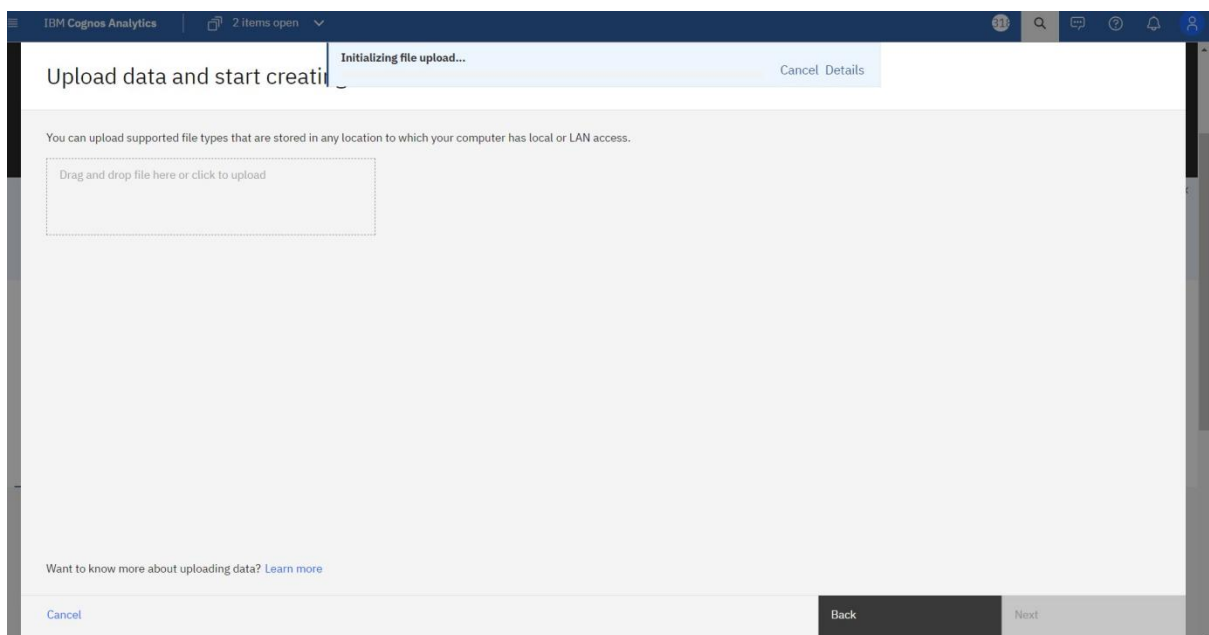 IBM Cognos Analytics 2 items open 31
Initializing file upload...
Cancel Details
Upload data and start creati
You can upload supported file types that are stored in any location to which your computer has local or LAN access.
Drag and drop file here or click to upload
Want to know more about uploading data? Learn more
Cancel Back Next